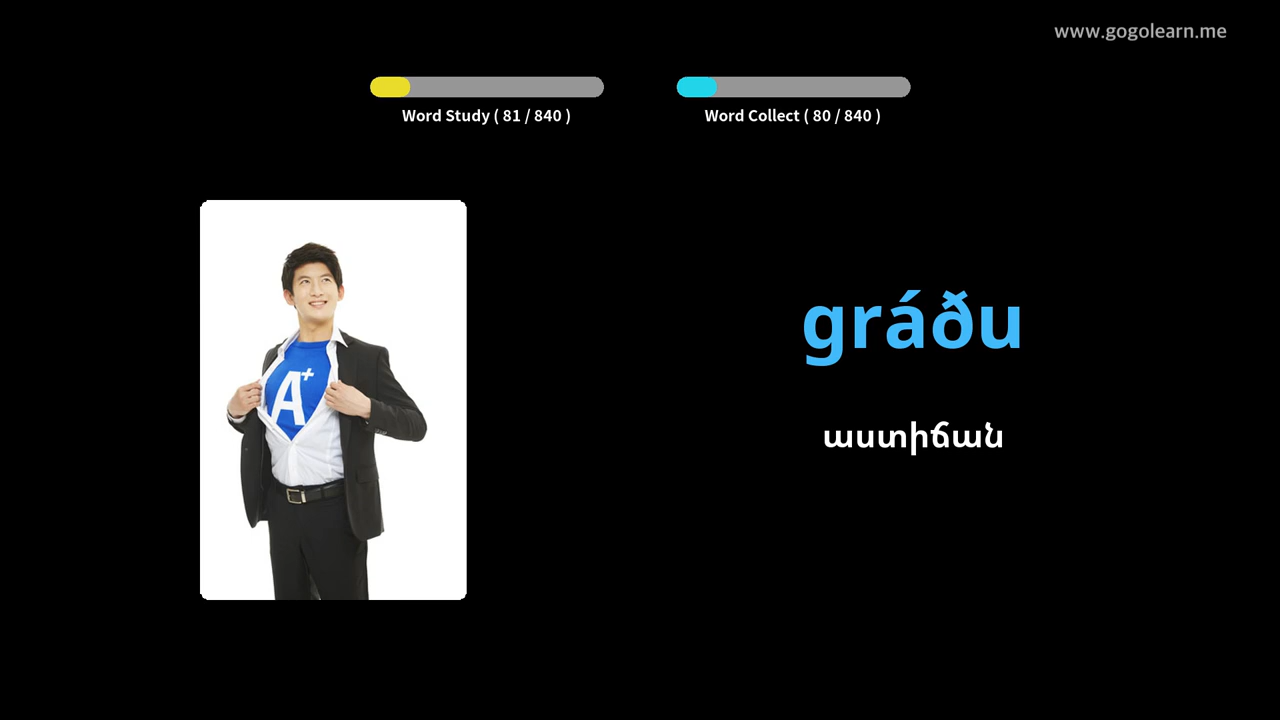 www.gogolearn.me
Word Study ( 81 / 840 )
Word Collect ( 80 / 840 )
A+
gráðu
աստիճան